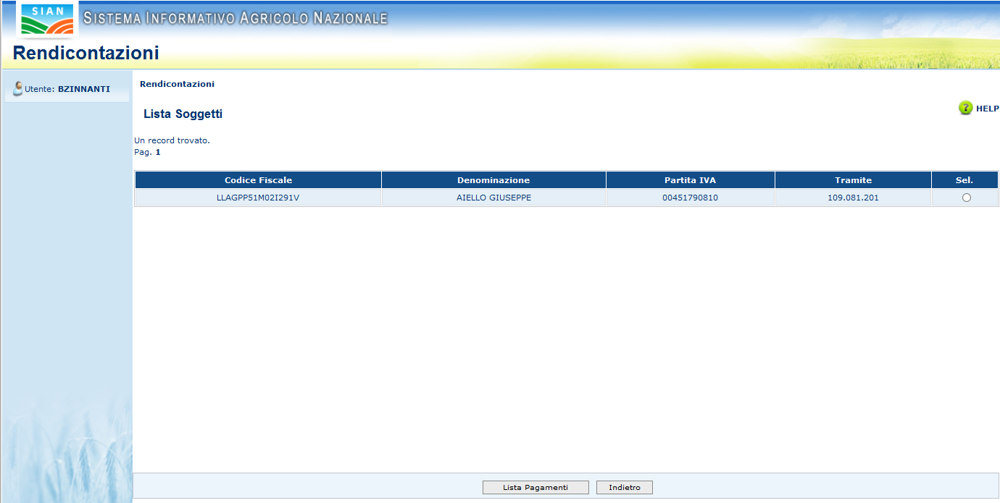 SIAN
SISTEMA INFORMATIVO AGRICOLO NAZIONALE
Rendicontazioni
Utente: BZINNANTI
Rendicontazioni
Lista Soggetti
HELP
Un record trovato.
Pag. 1
Codice Fiscale Denominazione Partita IVA Tramite Sel.
LLAGPP51M02I291V AIELLO GIUSEPPE 00451790810 109.081.201
Lista Pagamenti Indietro